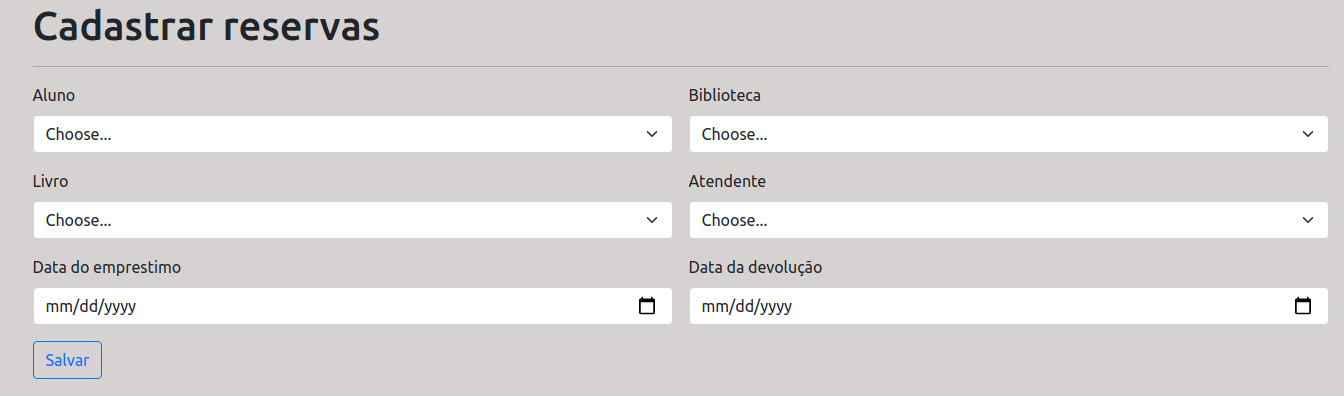 Cadastrar reservas
Aluno
Biblioteca
Choose...
Choose...
Livro
Atendente
Choose...
Choose...
Data do emprestimo
Data da devolução
mm/dd/yyyy
mm/dd/yyyy
Salvar